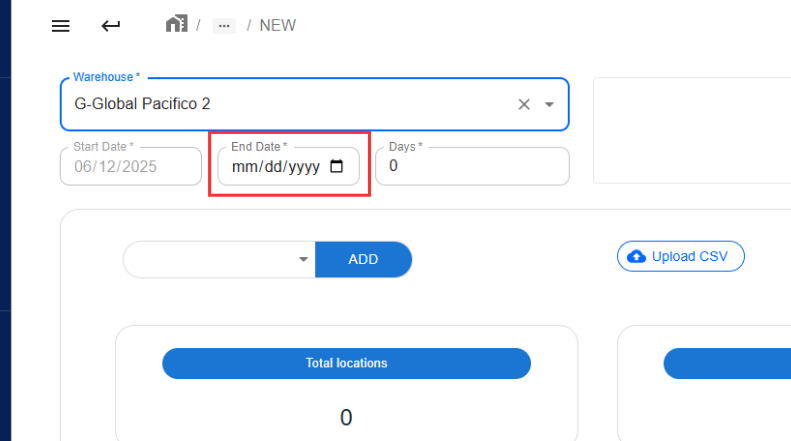 / ... / NEW
Warehouse *
G-Global Pacifico 2
Start Date * End Date * Days *
06/12/2025 mm/dd/yyyy 0
ADD Upload CSV
Total locations
0